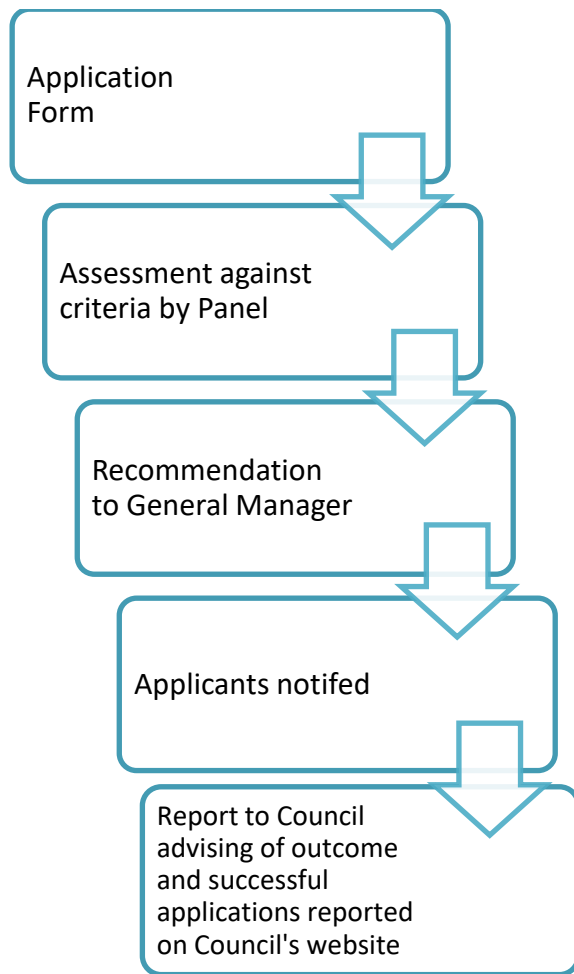 Application
Form
Assessment against
criteria by Panel
Recommendation
to General Manager
Applicants notifed
Report to Council
advising of outcome
and successful
applications reported
on Council's website